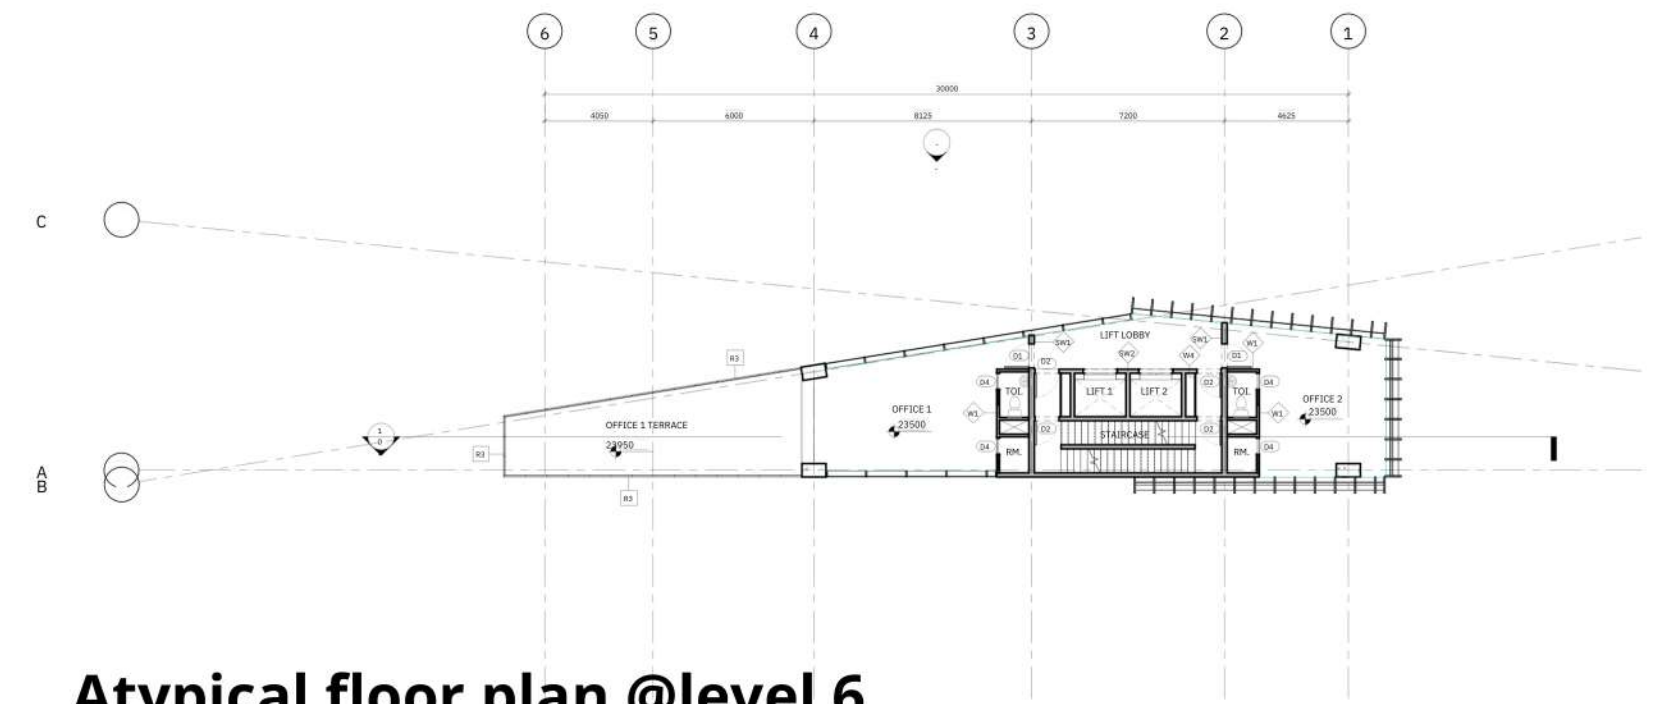 6 5 4 3 2 1
30000
4050 6000 8125 7200 4625
C
LIFT LOBBY
SW1 SW1 W1
D1 D2 SW2 W4 D1
R3
D4 TOI. LIFT 1 LIFT 2 D2 TOI. D4
OFFICE 1 OFFICE 2
W1 23500 W1 23500
OFFICE 1 TERRACE
1
0
D2 STAIRCASE D2
23950
R3 D4 RM. RM. D4
A
B
R3
Atypical floor plan @level 6